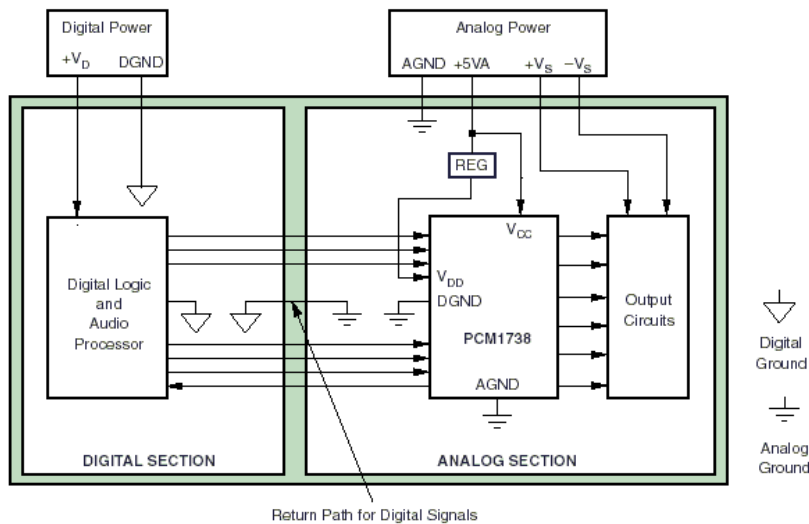 Digital Power
+VD DGND
Analog Power
AGND +5VA +VS −VS
REG
VCC
VDD
DGND
PCM1738
AGND
Digital Logic
and
Audio
Processor
Output
Circuits
Digital
Ground
Analog
Ground
DIGITAL SECTION
ANALOG SECTION
Return Path for Digital Signals